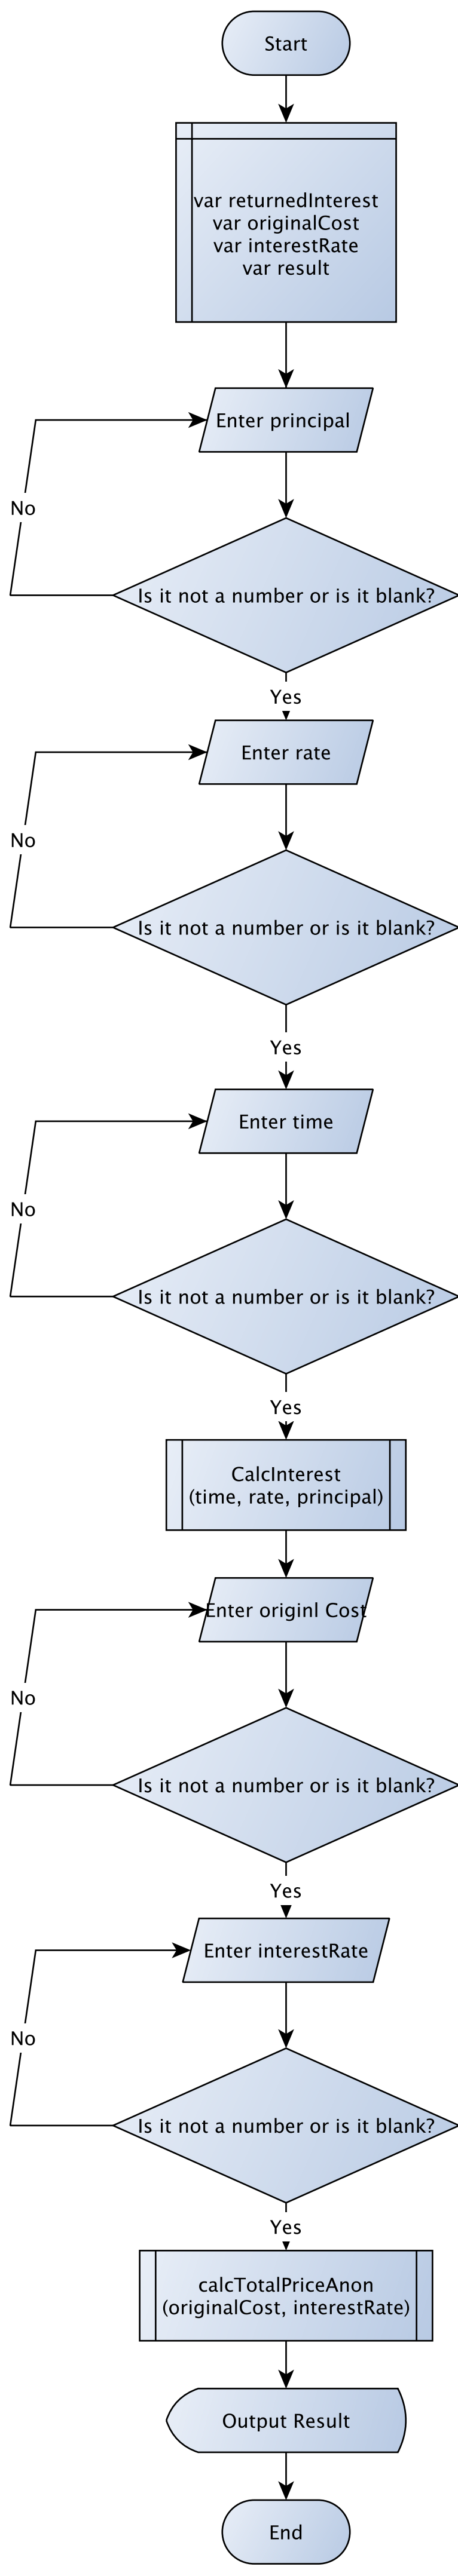 Start
var returnedInterest
var originalCost
var interestRate
var result
Enter principal
No
Is it not a number or is it blank?
Yes
Enter rate
No
Is it not a number or is it blank?
Yes
Enter time
No
Is it not a number or is it blank?
Yes
CalcInterest
(time, rate, principal)
Enter originl Cost
No
Is it not a number or is it blank?
Yes
Enter interestRate
No
Is it not a number or is it blank?
Yes
calcTotalPriceAnon
(originalCost, interestRate)
Output Result
End